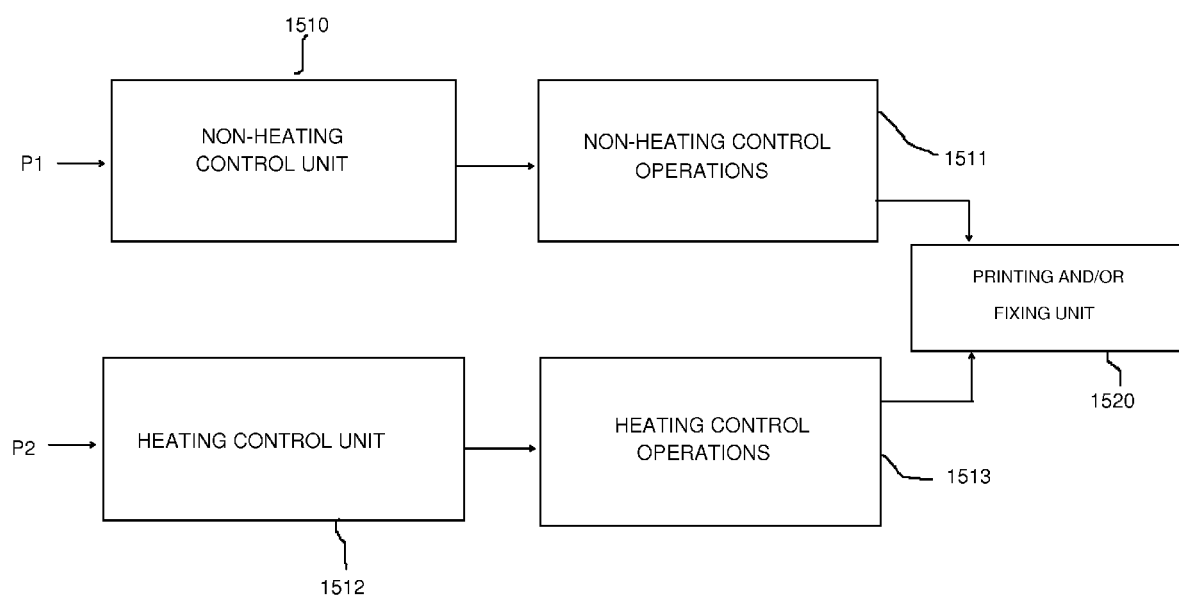 1510
NON-HEATING
CONTROL UNIT
NON-HEATING CONTROL
OPERATIONS
P1
1511
PRINTING AND/OR
FIXING UNIT
1520
P2
HEATING CONTROL UNIT
HEATING CONTROL
OPERATIONS
1513
1512